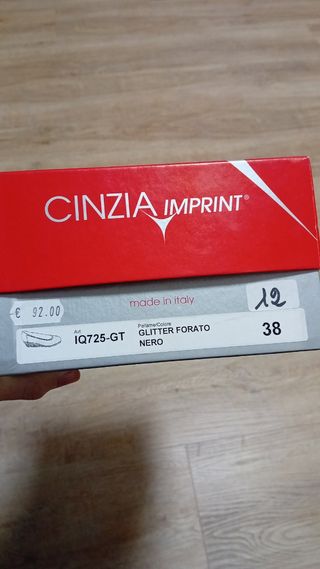 CINZIA IMPRINT®
made in italy
€ 92.00
12
Art
Pellame/Colore
IQ725-GT
GLITTER FORATO
NERO
38